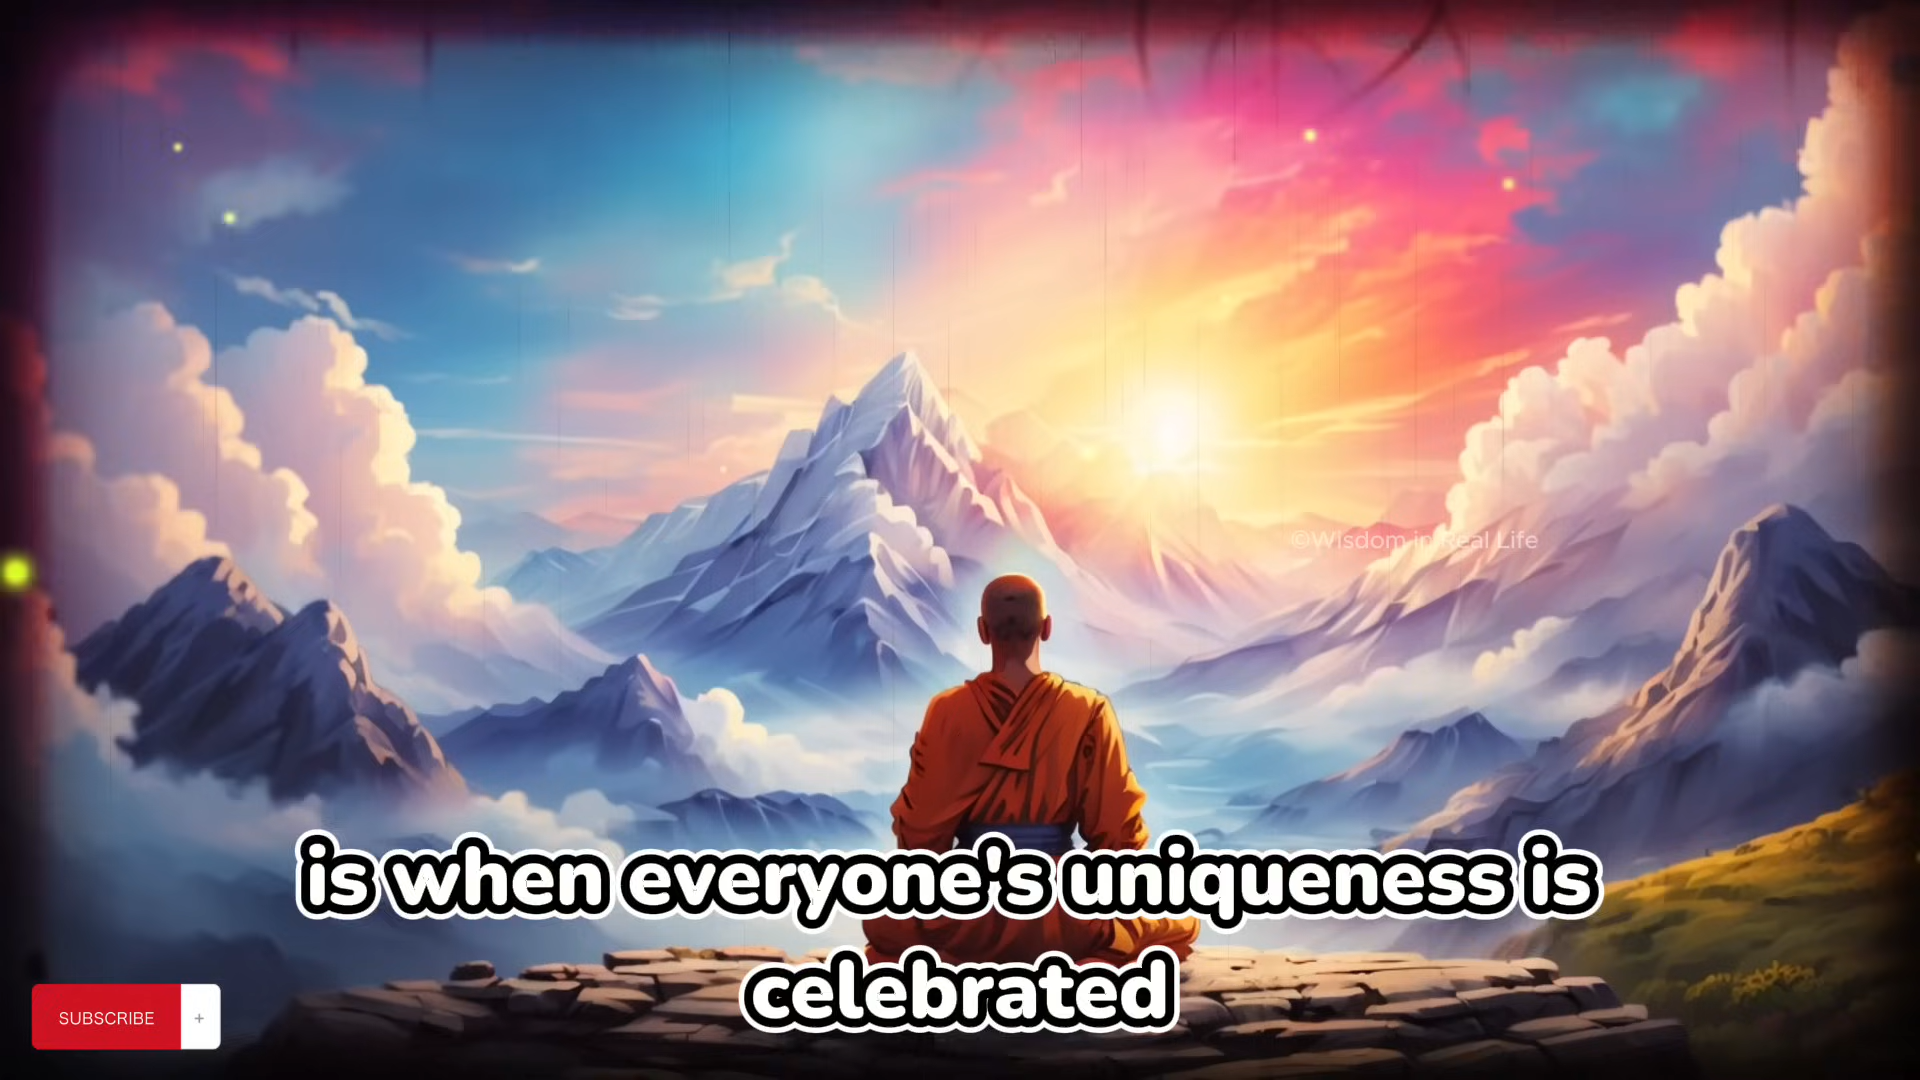 ©Wisdom in Real Life
is when everyone's uniqueness is
celebrated
SUBSCRIBE +